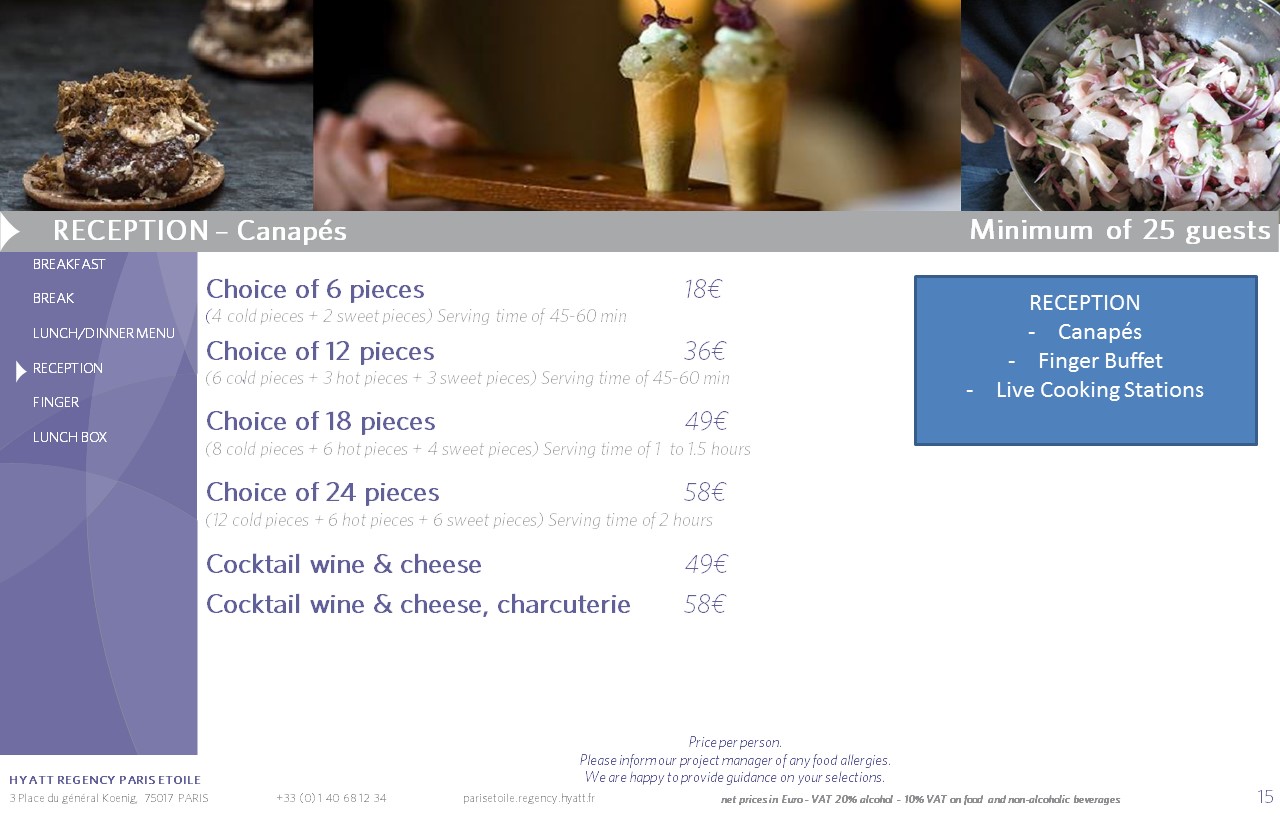 RECEPTION – Canapés
Minimum of 25 guests
BREAKFAST
BREAK
LUNCH/DINNER MENU
RECEPTION
FINGER
LUNCH BOX
Choice of 6 pieces 18€
(4 cold pieces + 2 sweet pieces) Serving time of 45-60 min
Choice of 12 pieces 36€
(6 cold pieces + 3 hot pieces + 3 sweet pieces) Serving time of 45-60 min
Choice of 18 pieces 49€
(8 cold pieces + 6 hot pieces + 4 sweet pieces) Serving time of 1 to 1.5 hours
Choice of 24 pieces 58€
(12 cold pieces + 6 hot pieces + 6 sweet pieces) Serving time of 2 hours
Cocktail wine & cheese 49€
Cocktail wine & cheese, charcuterie 58€
RECEPTION
- Canapés
- Finger Buffet
- Live Cooking Stations
Price per person.
Please inform our project manager of any food allergies.
We are happy to provide guidance on your selections.
HYATT REGENCY PARIS ETOILE
3 Place du général Koenig, 75017 PARIS +33 (0) 1 40 68 12 34 parisetoile.regency.hyatt.fr net prices in Euro - VAT 20% alcohol - 10% VAT on food and non-alcoholic beverages 15